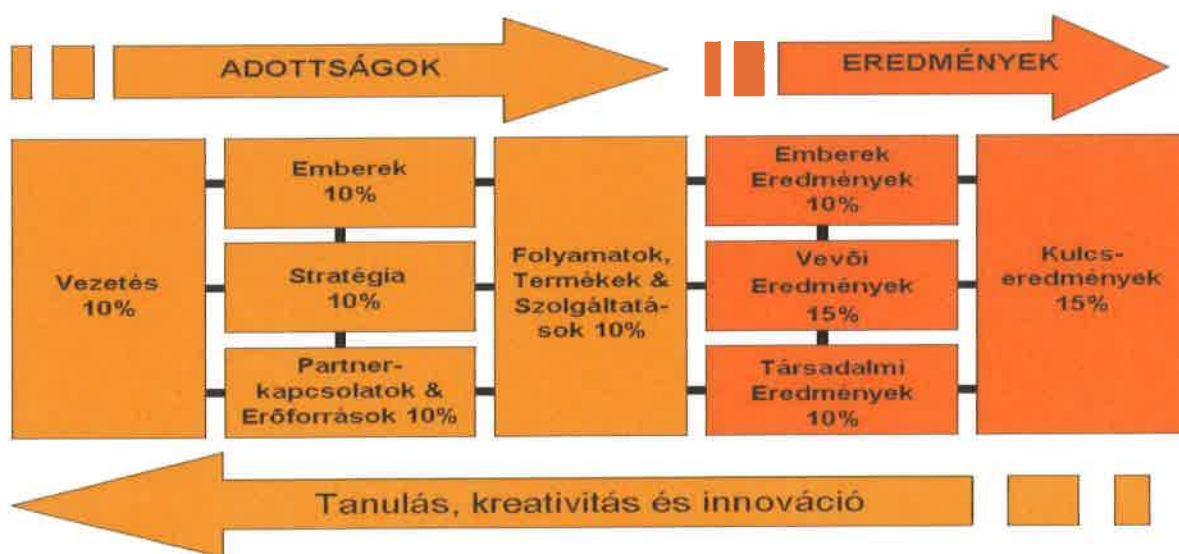 ADOTTSÁGOK
EREDMÉNYEK
Vezetés
10%
Emberek
10%
Stratégia
10%
Partner-
kapcsolatok &
Erőforrások 10%
Folyamatok,
Termékek &
Szolgáltatá-
sok 10%
Emberek
Eredmények
10%
Vevõi
Eredmények
15%
Társadalmi
Eredmények
10%
Kulcs-
eredmények
15%
Tanulás, kreativitás és innováció